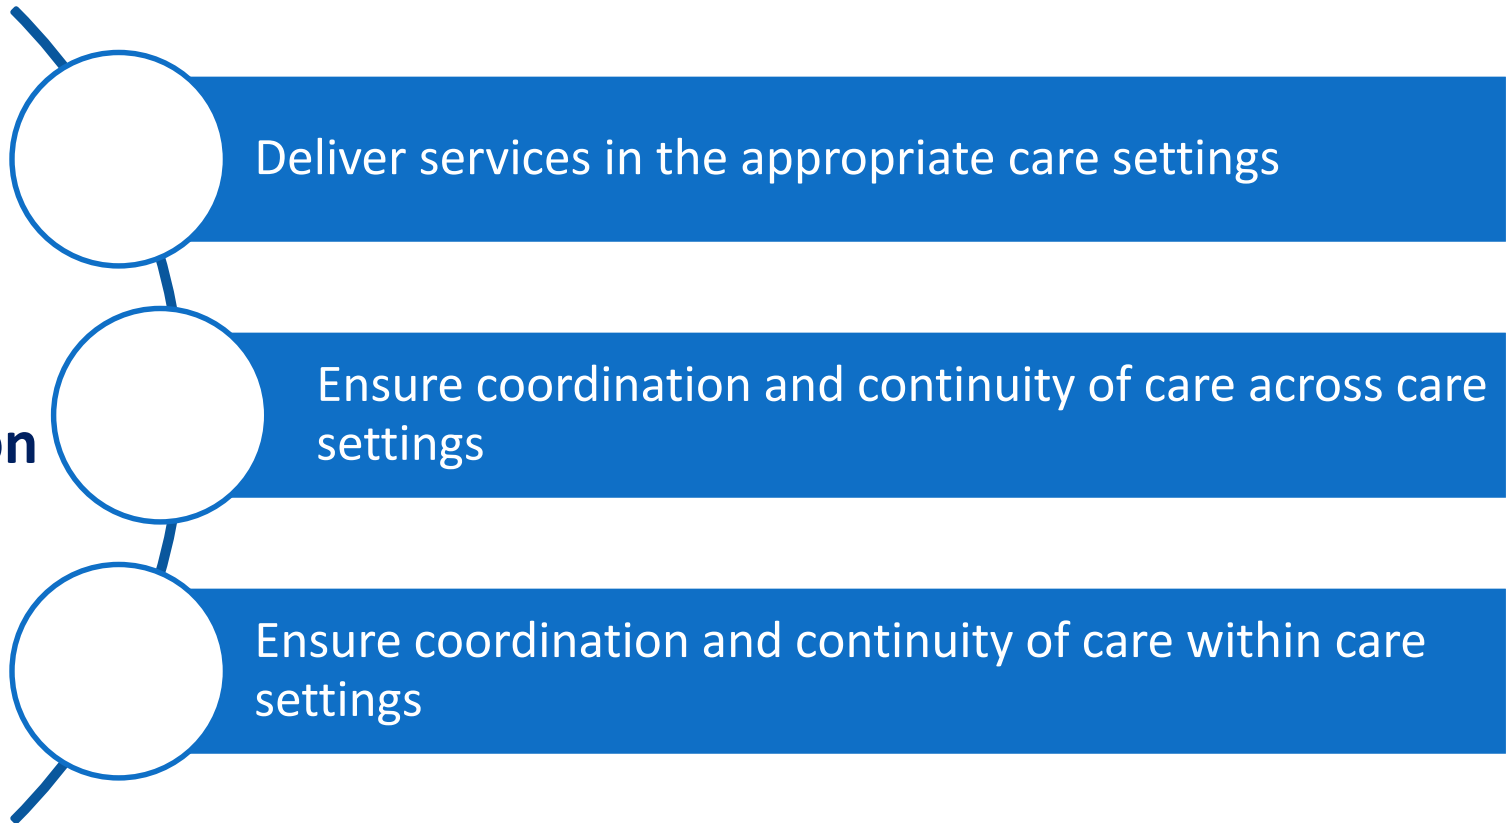 Deliver services in the appropriate care settings
Ensure coordination and continuity of care across care
settings
on
Ensure coordination and continuity of care within care
settings